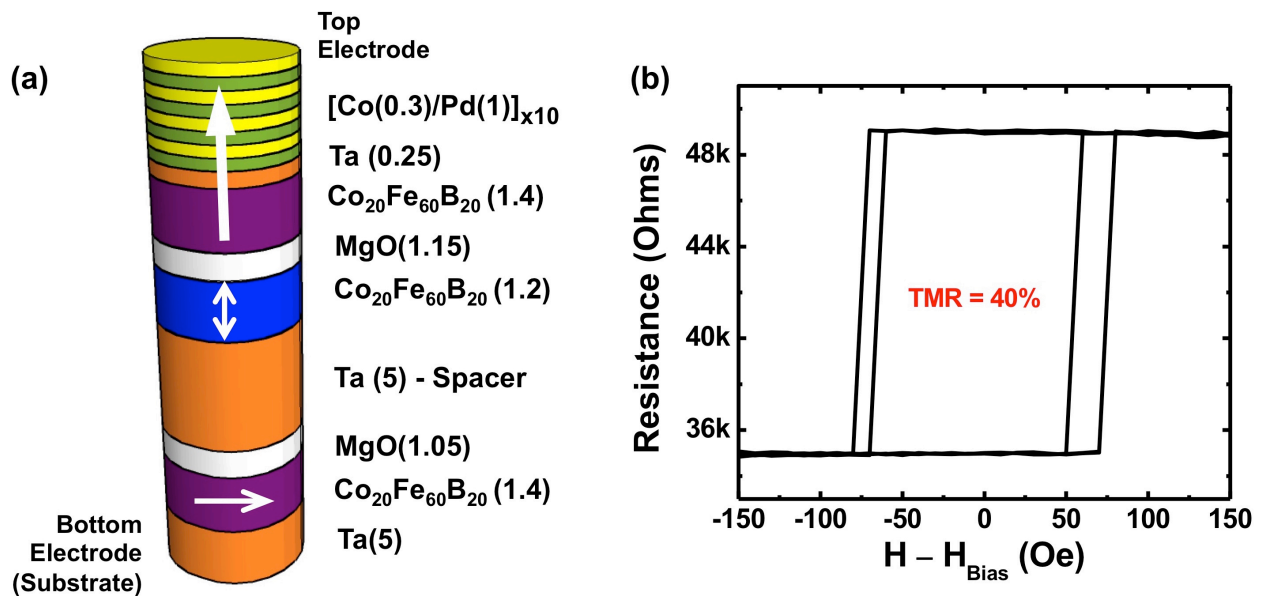 (a)
Top
Electrode
[Co(0.3)/Pd(1)]x10
Ta (0.25)
Co20Fe60B20 (1.4)
MgO(1.15)
Co20Fe60B20 (1.2)
Ta (5) - Spacer
MgO(1.05)
Co20Fe60B20 (1.4)
Ta(5)
Bottom
Electrode
(Substrate)
(b)
Resistance (Ohms)
48k
44k
40k
36k
TMR = 40%
-150 -100 -50 0 50 100 150
H – HBias (Oe)